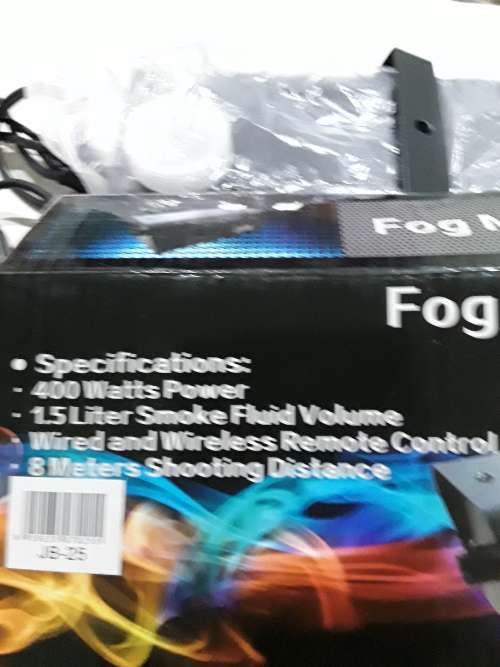 Fog M
Fog
• Specifications:
- 400 Watts Power
- 1.5 Liter Smoke Fluid Volume
- Wired and Wireless Remote Control
- 8 Meters Shooting Distance
JB-25